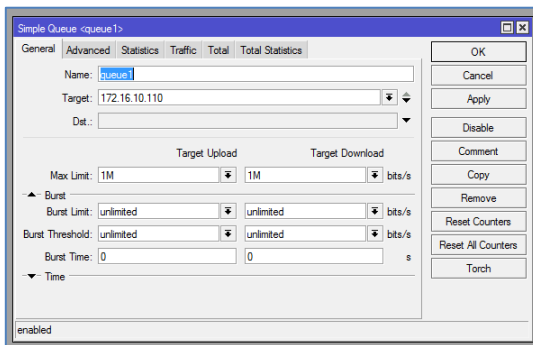 Simple Queue <queue1>
General Advanced Statistics Traffic Total Total Statistics
Name: queue1
Target: 172.16.10.110
Dst.:
Target Upload Target Download
Max Limit: 1M 1M bits/s
Burst
Burst Limit: unlimited unlimited bits/s
Burst Threshold: unlimited unlimited bits/s
Burst Time: 0 0 s
Time
enabled
OK
Cancel
Apply
Disable
Comment
Copy
Remove
Reset Counters
Reset All Counters
Torch